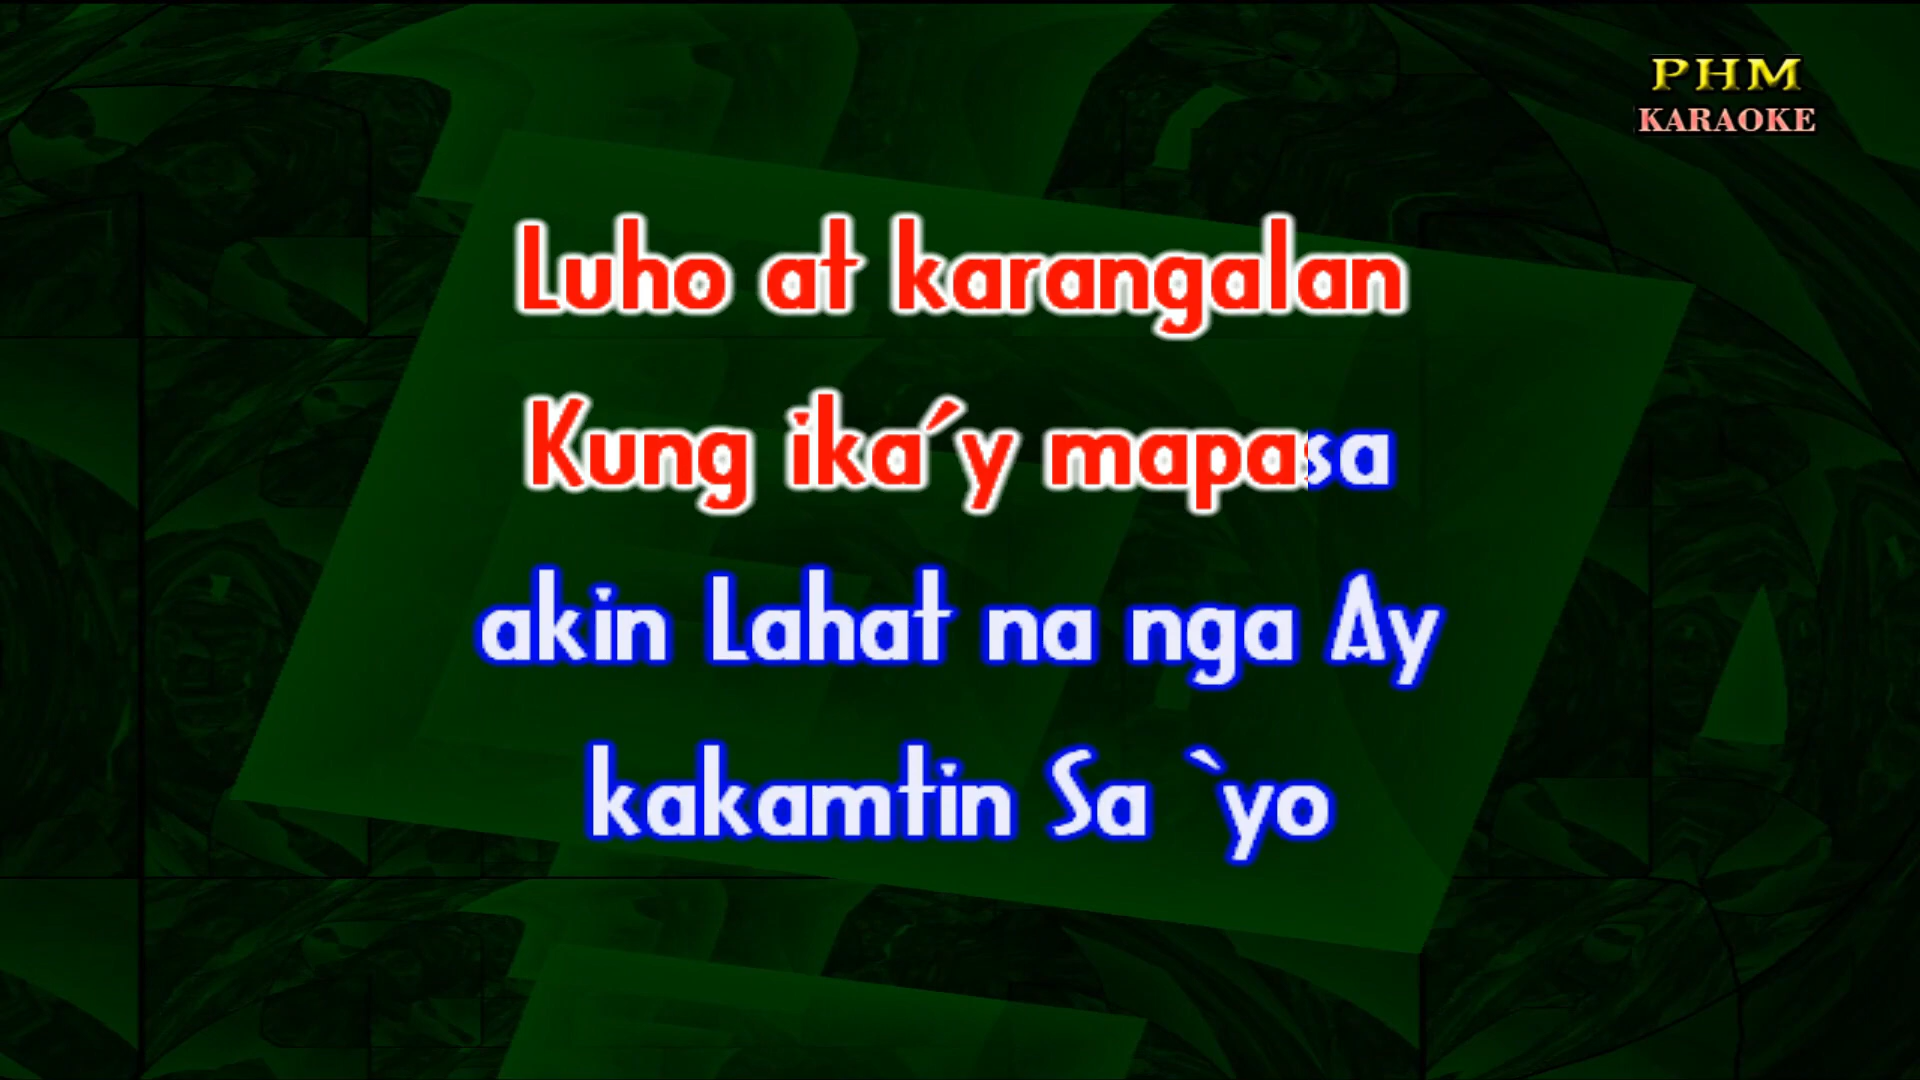 PHM
KARAOKE
Luho at karangalan
Kung ika´y mapasa
akin Lahat na nga Ay
kakamtin Sa `yo